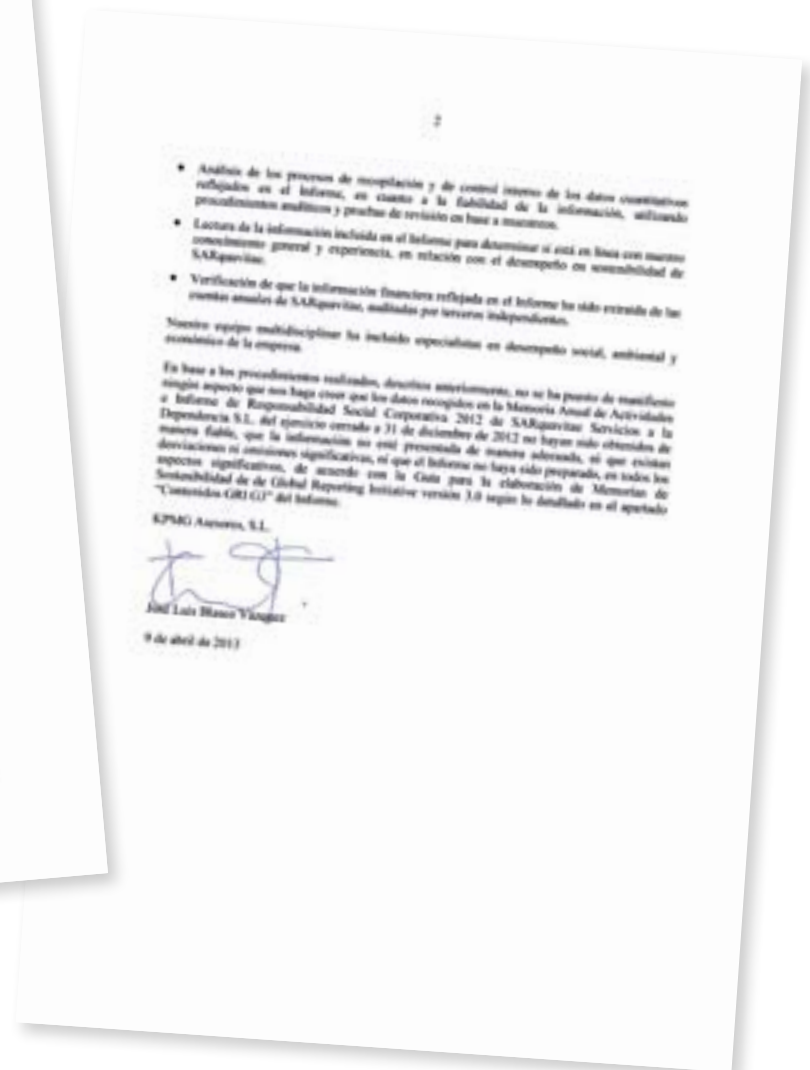 2
• Análisis de los procesos de recopilación y de control interno de los datos cuantitativos
reflejados en el Informe, en cuanto a la fiabilidad de la información, utilizando
procedimientos analíticos y pruebas de revisión en base a muestreos.
• Lectura de la información incluida en el Informe para determinar si está en línea con nuestro
conocimiento general y experiencia, en relación con el desempeño en sostenibilidad de
SARquavitae.
• Verificación de que la información financiera reflejada en el Informe ha sido extraída de las
cuentas anuales de SARquavitae, auditadas por terceros independientes.
Nuestro equipo multidisciplinar ha incluido especialistas en desempeño social, ambiental y
económico de la empresa.
En base a los procedimientos realizados, descritos anteriormente, no se ha puesto de manifiesto
ningún aspecto que nos haga creer que los datos recogidos en la Memoria Anual de Actividades
e Informe de Responsabilidad Social Corporativa 2012 de SARquavitae Servicios a la
Dependencia S.L. del ejercicio cerrado a 31 de diciembre de 2012 no hayan sido obtenidos de
manera fiable, que la información no esté presentada de manera adecuada, ni que existan
desviaciones ni omisiones significativas, ni que el Informe no haya sido preparado, en todos los
aspectos significativos, de acuerdo con la Guía para la elaboración de Memorias de
Sostenibilidad de de Global Reporting Initiative versión 3.0 según lo detallado en el apartado
"Contenidos GRI G3" del Informe.
KPMG Asesores, S.L.
José Luis Blasco Vázquez
9 de abril de 2013